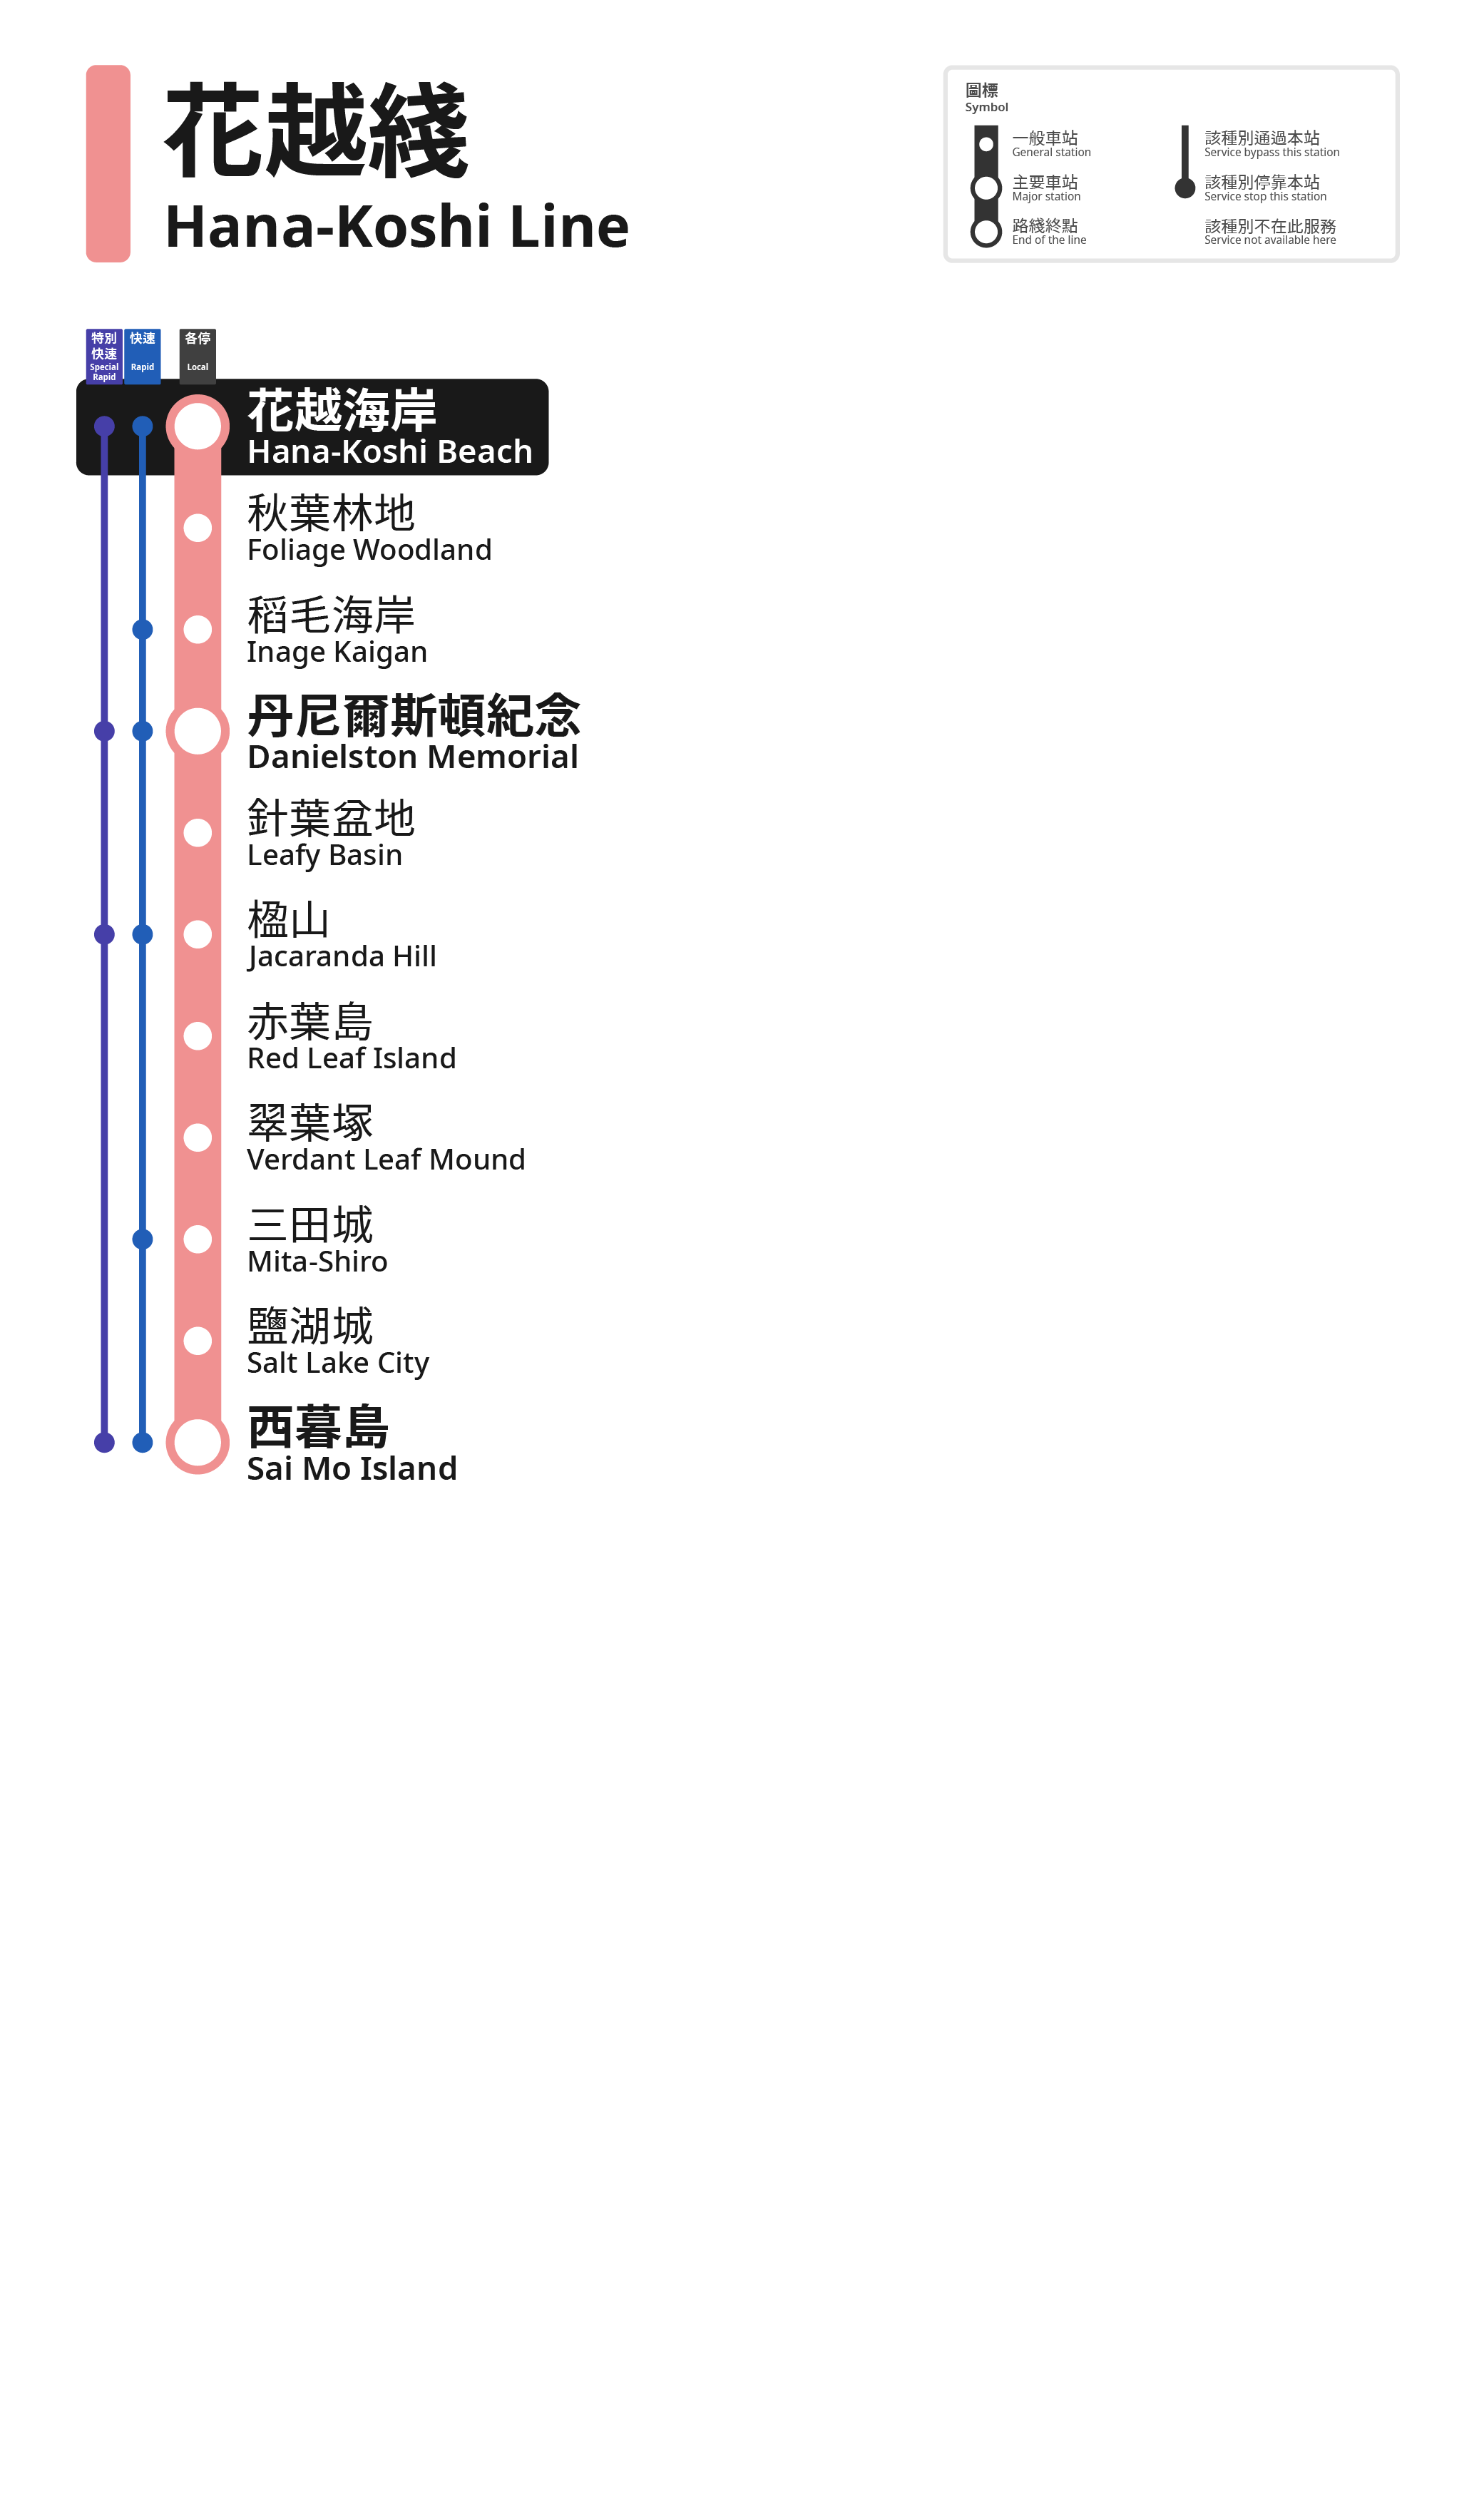 花越綫
Hana-Koshi Line
圖標
Symbol
一般車站
General station
主要車站
Major station
路綫終點
End of the line
該種別通過本站
Service bypass this station
該種別停靠本站
Service stop this station
該種別不在此服務
Service not available here
特別
快速
Special
Rapid
快速
Rapid
各停
Local
花越海岸
Hana-Koshi Beach
秋葉林地
Foliage Woodland
稻毛海岸
Inage Kaigan
丹尼爾斯頓紀念
Danielston Memorial
針葉盆地
Leafy Basin
楹山
Jacaranda Hill
赤葉島
Red Leaf Island
翠葉塚
Verdant Leaf Mound
三田城
Mita-Shiro
鹽湖城
Salt Lake City
西暮島
Sai Mo Island